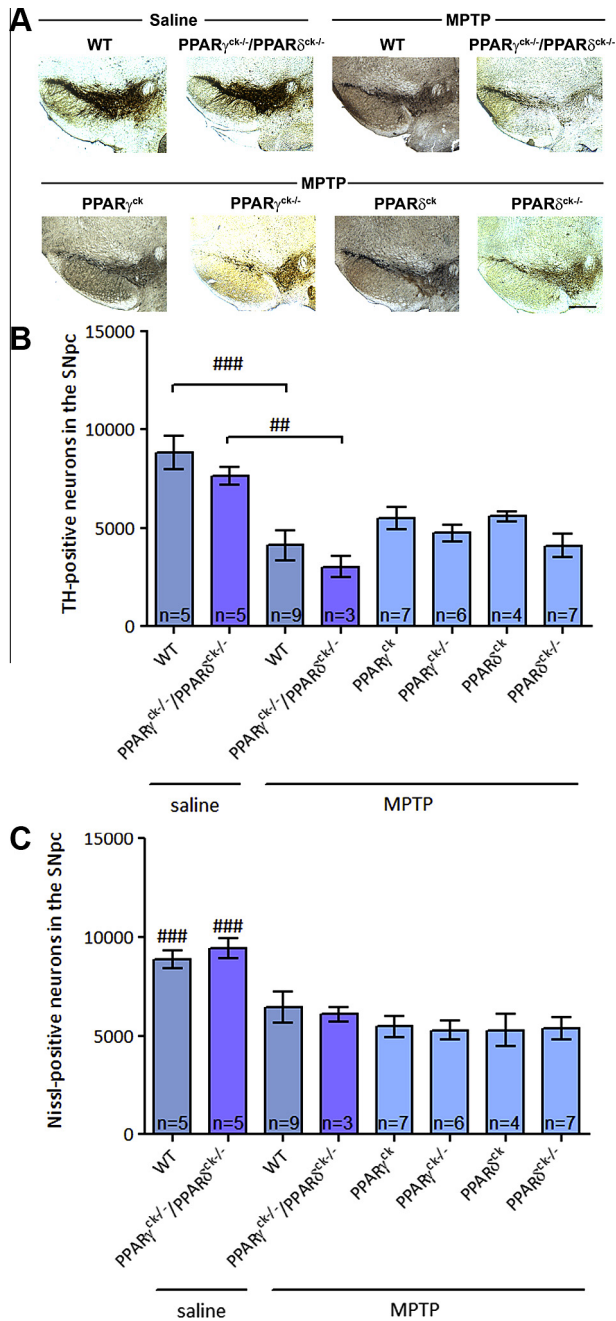 A
Saline MPTP
WT PPARγck-/-/PPARδck-/- WT PPARγck-/-/PPARδck-/-
MPTP
PPARγck PPARγck-/- PPARδck PPARδck-/-
B
TH-positive neurons in the SNpc
15000
10000
5000
0
###
##
n=5 n=5 n=9 n=3 n=7 n=6 n=4 n=7
WT PPARγck-/-/PPARδck-/- WT PPARγck-/-/PPARδck-/- PPARγck PPARγck-/- PPARδck PPARδck-/-
saline MPTP
C
Nissl-positive neurons in the SNpc
15000
10000
5000
0
### ###
n=5 n=5 n=9 n=3 n=7 n=6 n=4 n=7
WT PPARγck-/-/PPARδck-/- WT PPARγck-/-/PPARδck-/- PPARγck PPARγck-/- PPARδck PPARδck-/-
saline MPTP